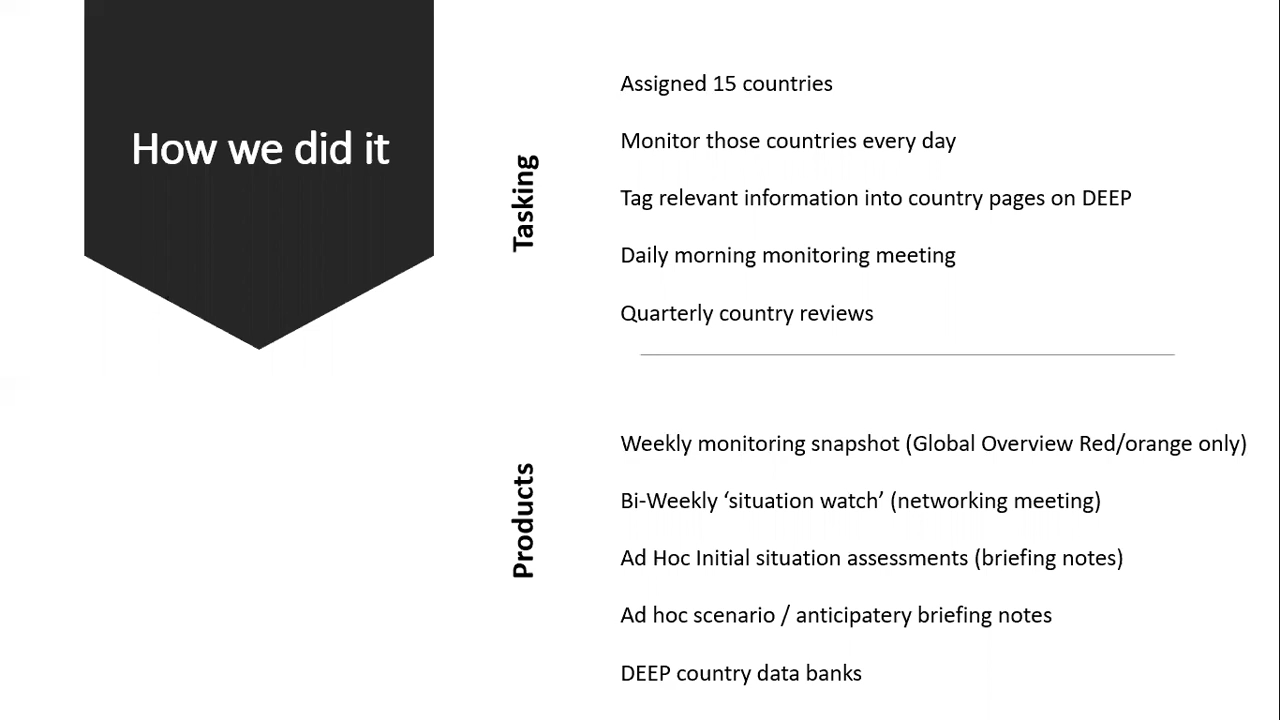 How we did it
Tasking
Assigned 15 countries
Monitor those countries every day
Tag relevant information into country pages on DEEP
Daily morning monitoring meeting
Quarterly country reviews
Products
Weekly monitoring snapshot (Global Overview Red/orange only)
Bi-Weekly ‘situation watch’ (networking meeting)
Ad Hoc Initial situation assessments (briefing notes)
Ad hoc scenario / anticipatery briefing notes
DEEP country data banks